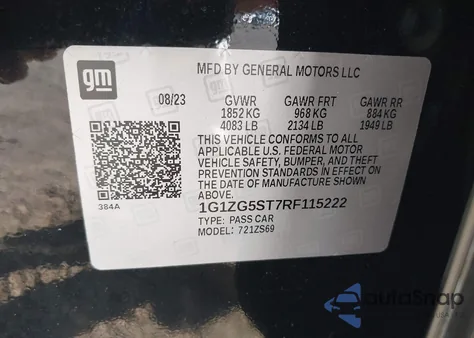 gm
MFD BY GENERAL MOTORS LLC
08/23 GVWR GAWR FRT GAWR RR
1852 KG 968 KG 884 KG
4083 LB 2134 LB 1949 LB
THIS VEHICLE CONFORMS TO ALL
APPLICABLE U.S. FEDERAL MOTOR
VEHICLE SAFETY, BUMPER, AND THEFT
PREVENTION STANDARDS IN EFFECT ON
THE DATE OF MANUFACTURE SHOWN
ABOVE.
384A
1G1ZG5ST7RF115222
TYPE: PASS CAR
MODEL: 721ZS69
autoSnap